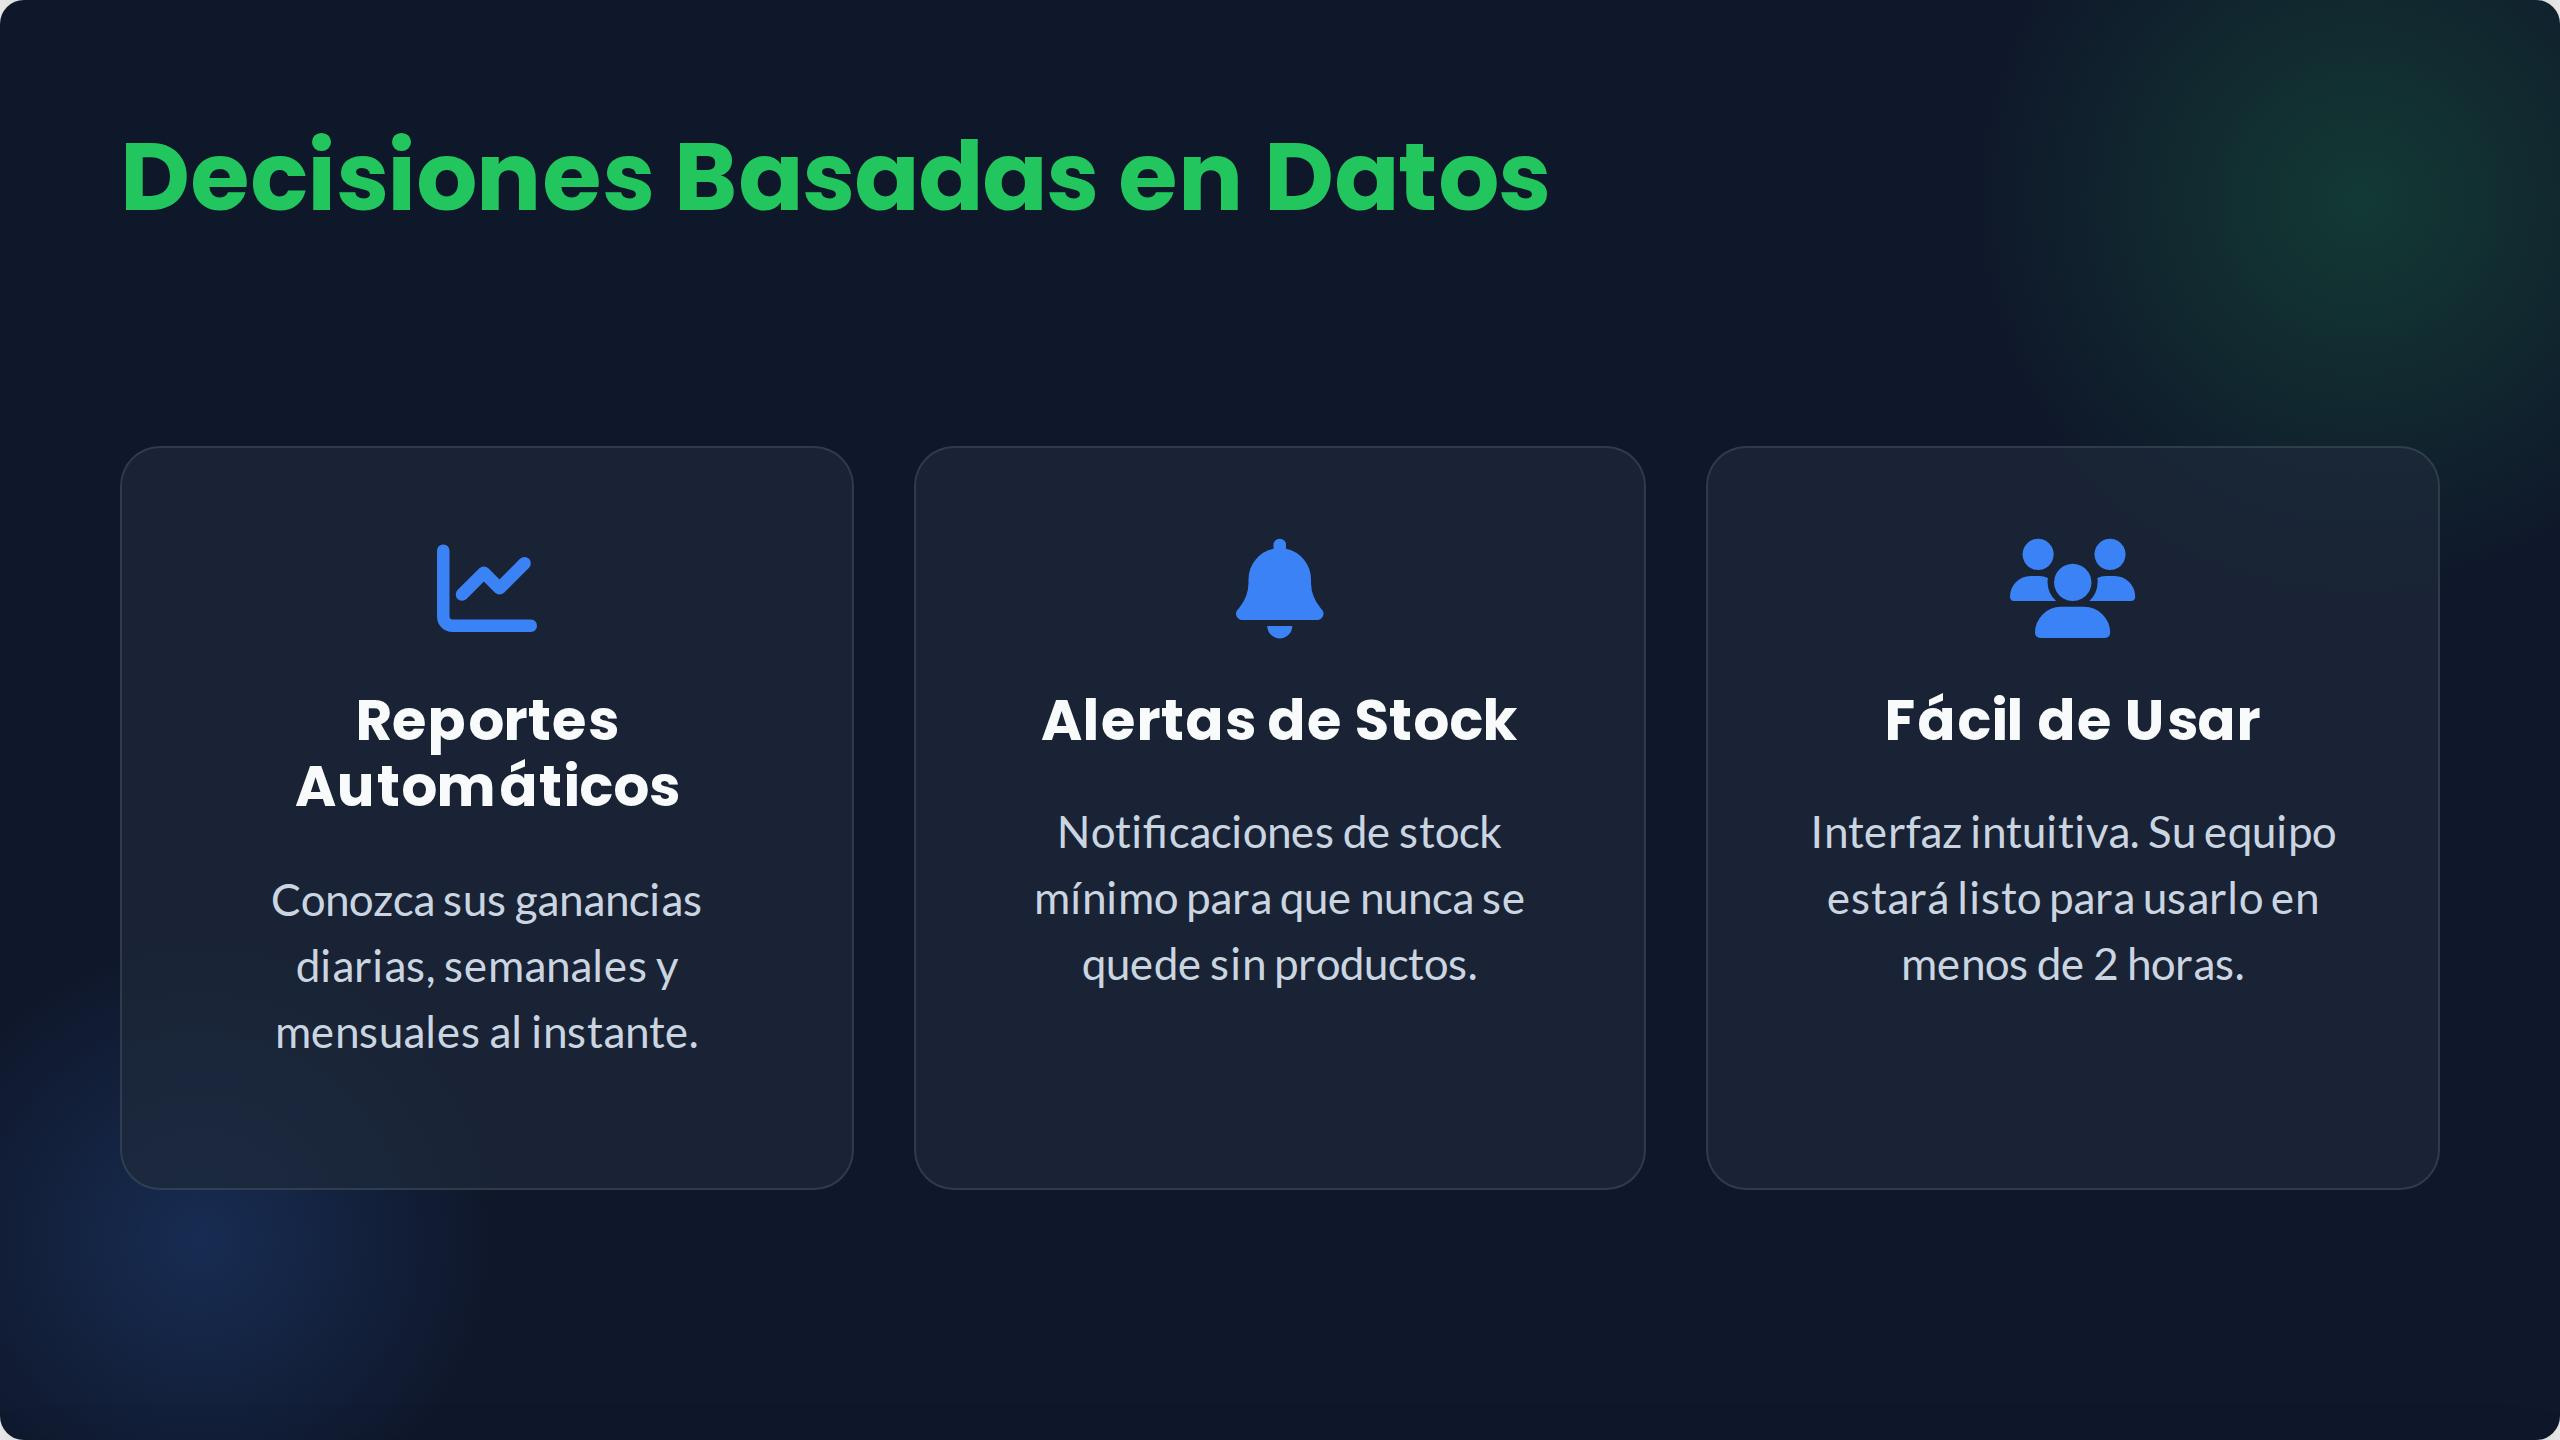 Decisiones Basadas en Datos
Reportes
Automáticos
Conozca sus ganancias
diarias, semanales y
mensuales al instante.
Alertas de Stock
Notificaciones de stock
mínimo para que nunca se
quede sin productos.
Fácil de Usar
Interfaz intuitiva. Su equipo
estará listo para usarlo en
menos de 2 horas.